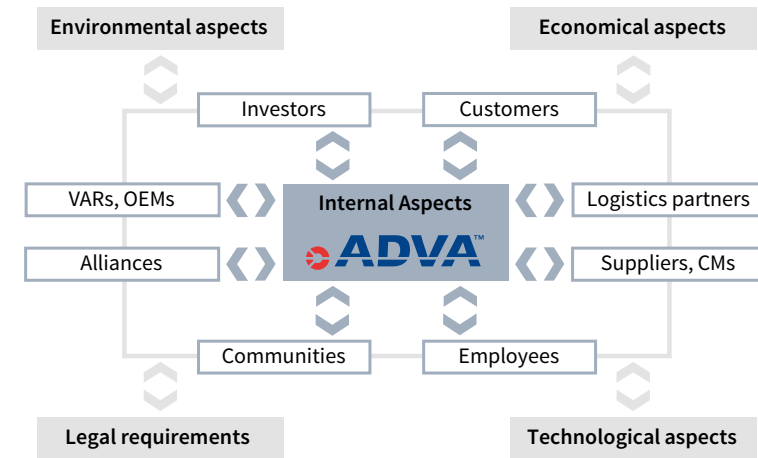 Environmental aspects
Economical aspects
Investors
Customers
VARs, OEMs
Internal Aspects
Logistics partners
ADVA™
Alliances
Suppliers, CMs
Communities
Employees
Legal requirements
Technological aspects